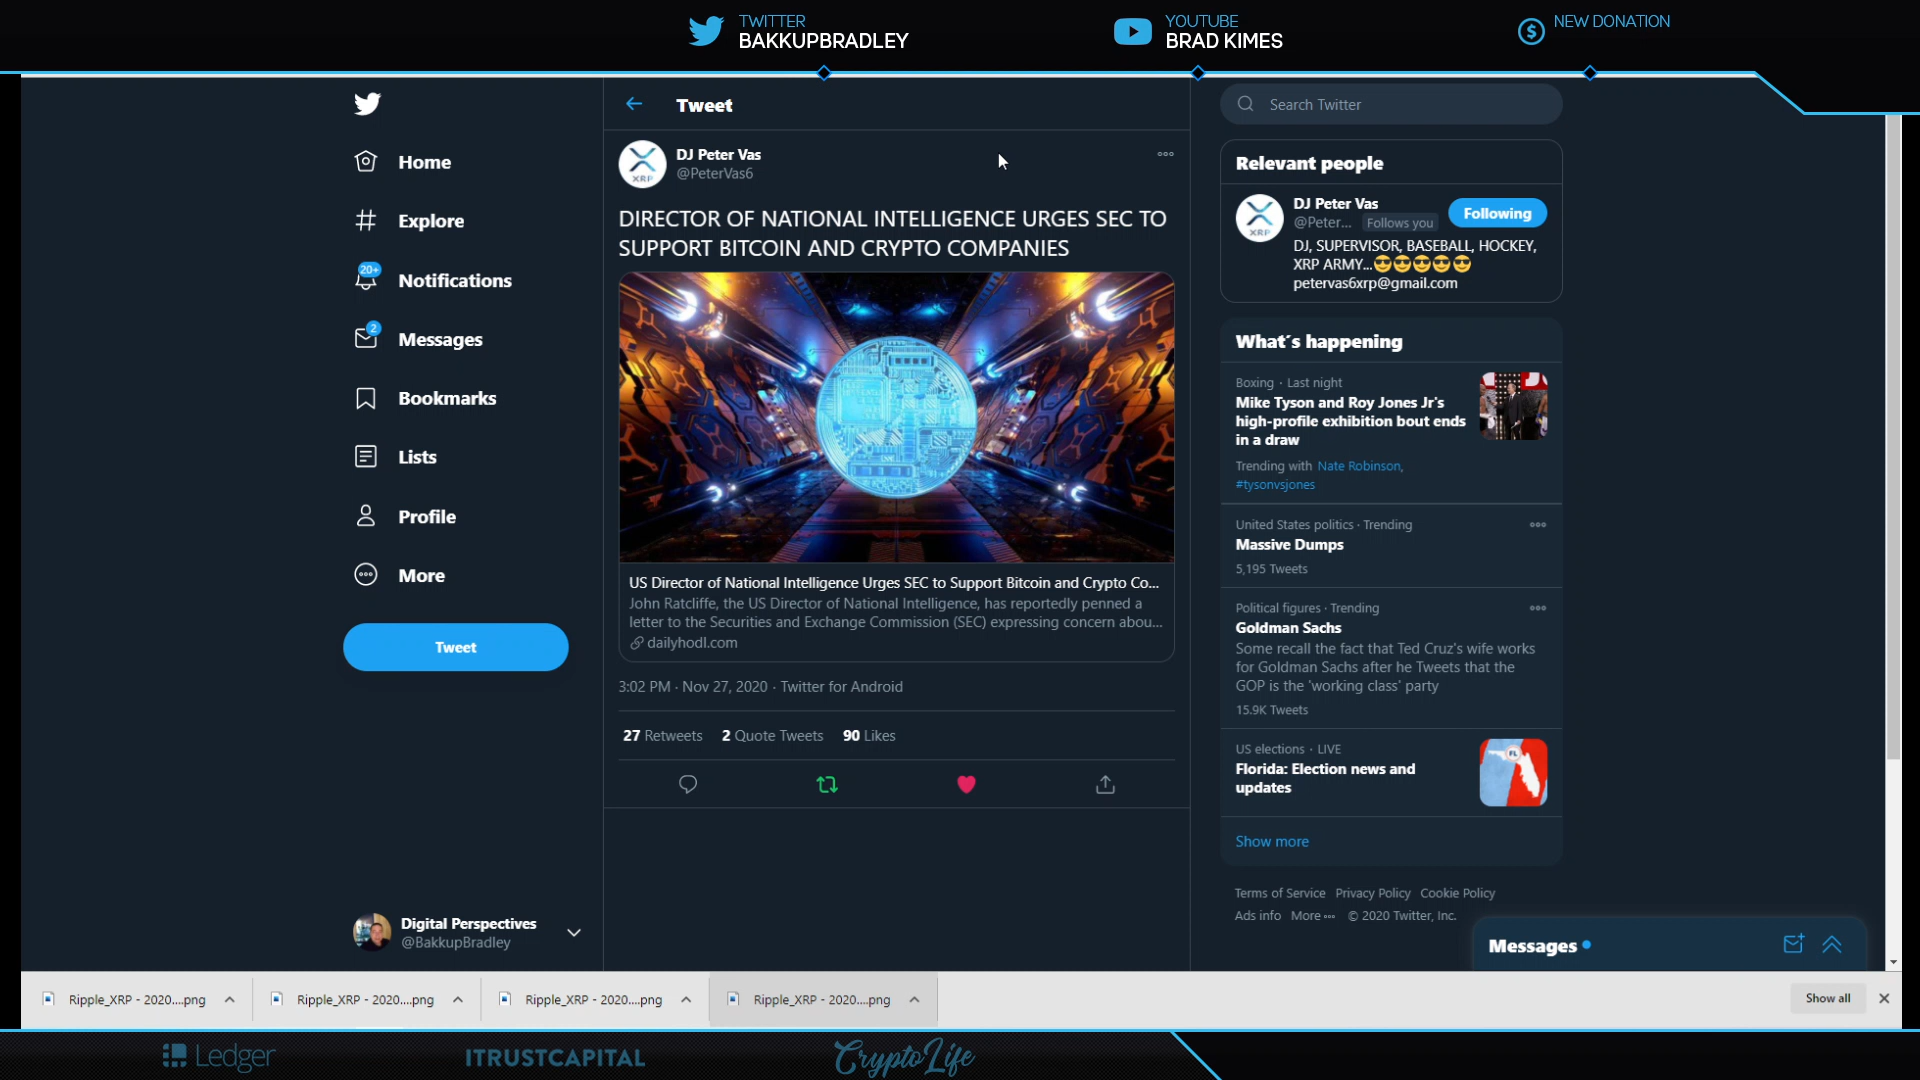 TWITTER
BAKKUPBRADLEY
YOUTUBE
BRAD KIMES
NEW DONATION
Home
Explore
20+
Notifications
2
Messages
Bookmarks
Lists
Profile
More
Tweet
Digital Perspectives
@BakkupBradley
Tweet
XRP
DJ Peter Vas
@PeterVas6
DIRECTOR OF NATIONAL INTELLIGENCE URGES SEC TO
SUPPORT BITCOIN AND CRYPTO COMPANIES
US Director of National Intelligence Urges SEC to Support Bitcoin and Crypto Co...
John Ratcliffe, the US Director of National Intelligence, has reportedly penned a
letter to the Securities and Exchange Commission (SEC) expressing concern abou...
dailyhodl.com
3:02 PM · Nov 27, 2020 · Twitter for Android
27 Retweets 2 Quote Tweets 90 Likes
Search Twitter
Relevant people
XRP
DJ Peter Vas
@Peter... Follows you
Following
DJ, SUPERVISOR, BASEBALL, HOCKEY,
XRP ARMY...😎😎😎😎😎
petervas6xrp@gmail.com
What's happening
Boxing · Last night
Mike Tyson and Roy Jones Jr's
high-profile exhibition bout ends
in a draw
Trending with Nate Robinson,
#tysonvsjones
United States politics · Trending
Massive Dumps
5,195 Tweets
Political figures · Trending
Goldman Sachs
Some recall the fact that Ted Cruz's wife works
for Goldman Sachs after he Tweets that the
GOP is the 'working class' party
15.9K Tweets
US elections · LIVE
Florida: Election news and
updates
FL
Show more
Terms of Service Privacy Policy Cookie Policy
Ads info More ··· © 2020 Twitter, Inc.
Messages
Ripple_XRP - 2020....png
Ripple_XRP - 2020....png
Ripple_XRP - 2020....png
Ripple_XRP - 2020....png
Show all
Ledger
ITRUSTCAPITAL
CryptoLife